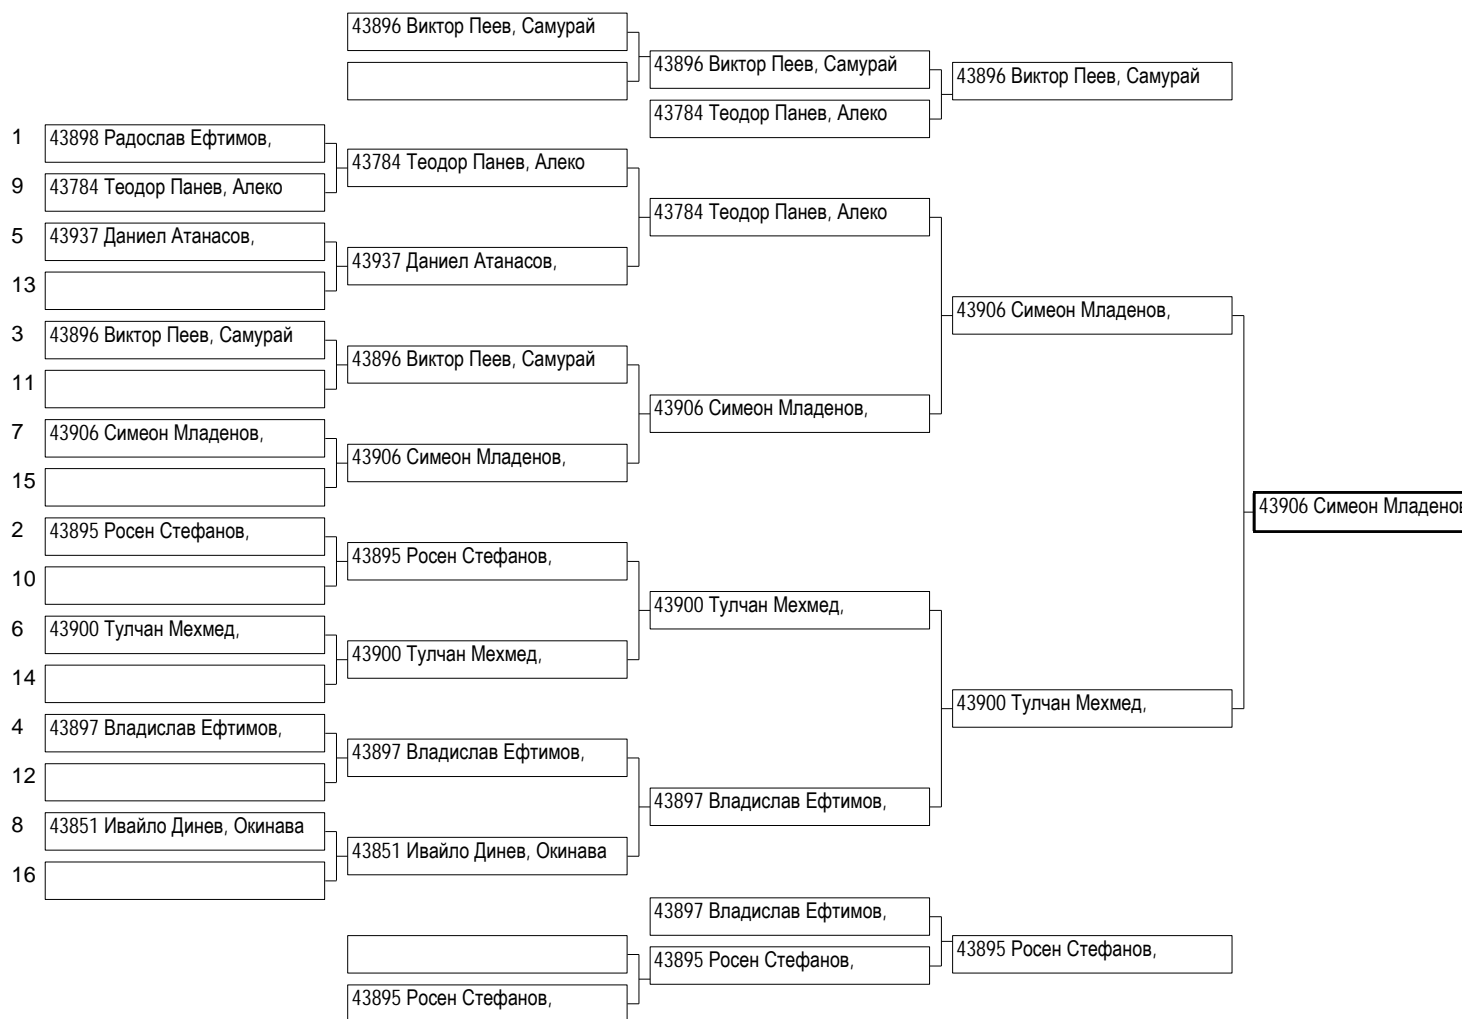 43896 Виктор Пеев, Самурай
43896 Виктор Пеев, Самурай
43896 Виктор Пеев, Самурай
43784 Теодор Панев, Алеко
1 43898 Радослав Ефтимов,
43784 Теодор Панев, Алеко
9 43784 Теодор Панев, Алеко
43784 Теодор Панев, Алеко
5 43937 Даниел Атанасов,
43937 Даниел Атанасов,
13
43906 Симеон Младенов,
3 43896 Виктор Пеев, Самурай
43896 Виктор Пеев, Самурай
11
43906 Симеон Младенов,
7 43906 Симеон Младенов,
43906 Симеон Младенов,
15
43906 Симеон Младенов
2 43895 Росен Стефанов,
43895 Росен Стефанов,
10
43900 Тулчан Мехмед,
6 43900 Тулчан Мехмед,
43900 Тулчан Мехмед,
14
43900 Тулчан Мехмед,
4 43897 Владислав Ефтимов,
43897 Владислав Ефтимов,
12
43897 Владислав Ефтимов,
8 43851 Ивайло Динев, Окинава
43851 Ивайло Динев, Окинава
16
43897 Владислав Ефтимов,
43895 Росен Стефанов,
43895 Росен Стефанов,
43895 Росен Стефанов,